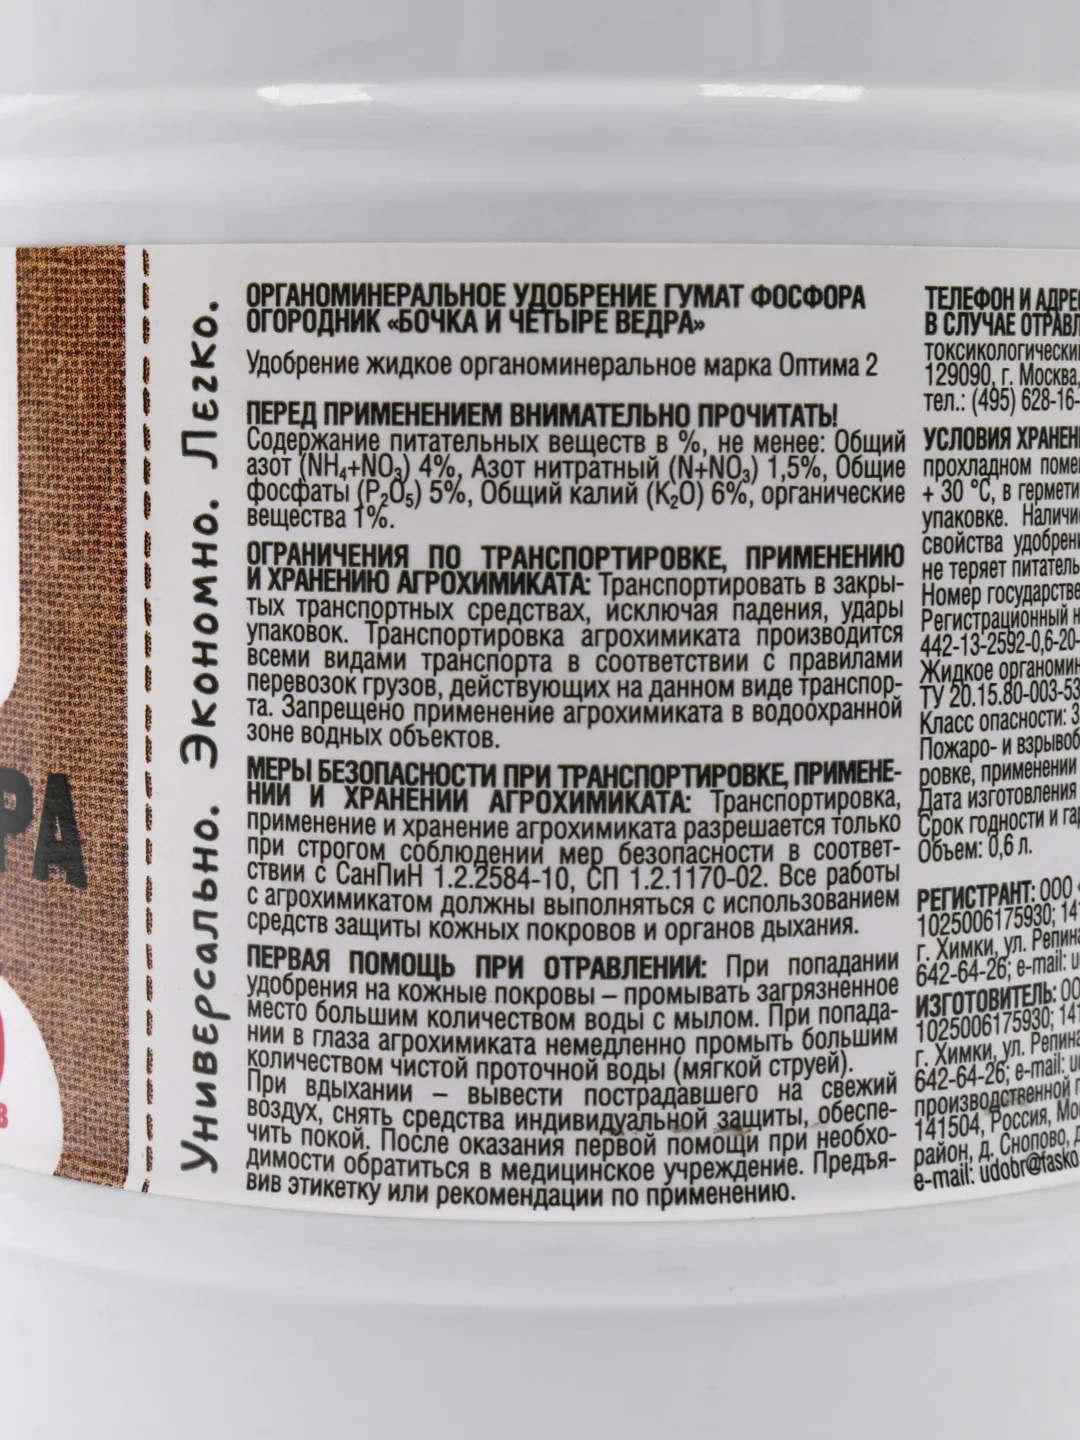 РА
В
Универсально. Экономно. Легко.
ОРГАНОМИНЕРАЛЬНОЕ УДОБРЕНИЕ ГУМАТ ФОСФОРА
ОГОРОДНИК «БОЧКА И ЧЕТЫРЕ ВЕДРА»
Удобрение жидкое органоминеральное марка Оптима 2
ПЕРЕД ПРИМЕНЕНИЕМ ВНИМАТЕЛЬНО ПРОЧИТАТЬ!
Содержание питательных веществ в %, не менее: Общий
азот (NH₄+NO₃) 4%, Азот нитратный (N+NO₃) 1,5%, Общие
фосфаты (P₂O₅) 5%, Общий калий (K₂O) 6%, органические
вещества 1%.
ОГРАНИЧЕНИЯ ПО ТРАНСПОРТИРОВКЕ, ПРИМЕНЕНИЮ
И ХРАНЕНИЮ АГРОХИМИКАТА: Транспортировать в закры-
тых транспортных средствах, исключая падения, удары
упаковок. Транспортировка агрохимиката производится
всеми видами транспорта в соответствии с правилами
перевозок грузов, действующих на данном виде транспор-
та. Запрещено применение агрохимиката в водоохранной
зоне водных объектов.
МЕРЫ БЕЗОПАСНОСТИ ПРИ ТРАНСПОРТИРОВКЕ, ПРИМЕНЕ-
НИИ И ХРАНЕНИИ АГРОХИМИКАТА: Транспортировка,
применение и хранение агрохимиката разрешается только
при строгом соблюдении мер безопасности в соответ-
ствии с СанПиН 1.2.2584-10, СП 1.2.1170-02. Все работы
с агрохимикатом должны выполняться с использованием
средств защиты кожных покровов и органов дыхания.
ПЕРВАЯ ПОМОЩЬ ПРИ ОТРАВЛЕНИИ: При попадании
удобрения на кожные покровы – промывать загрязненное
место большим количеством воды с мылом. При попада-
нии в глаза агрохимиката немедленно промыть большим
количеством чистой проточной воды (мягкой струей).
При вдыхании – вывести пострадавшего на свежий
воздух, снять средства индивидуальной защиты, обеспе-
чить покой. После оказания первой помощи при необхо-
димости обратиться в медицинское учреждение. Предъя-
вив этикетку или рекомендации по применению.
ТЕЛЕФОН И АДРЕ
В СЛУЧАЕ ОТРАВЛ
токсикологически
129090, г. Москва,
тел.: (495) 628-16-
УСЛОВИЯ ХРАНЕН
прохладном поме
+ 30 °С, в гермети
упаковке. Наличи
свойства удобрени
не теряет питатель
Номер государстве
Регистрационный н
442-13-2592-0,6-20-
Жидкое органомин
ТУ 20.15.80-003-53
Класс опасности: 3
Пожаро- и взрывоб
ровке, применении
Дата изготовления
Срок годности и га
Объем: 0,6 л.
РЕГИСТРАНТ: ООО
1025006175930; 14
г. Химки, ул. Репина
642-64-26; e-mail: u
ИЗГОТОВИТЕЛЬ: ОО
1025006175930; 141
г. Химки, ул. Репина
642-64-26; e-mail: u
производственной п
141504, Россия, Мо
район, д. Снопово, д
e-mail: udobr@fasko